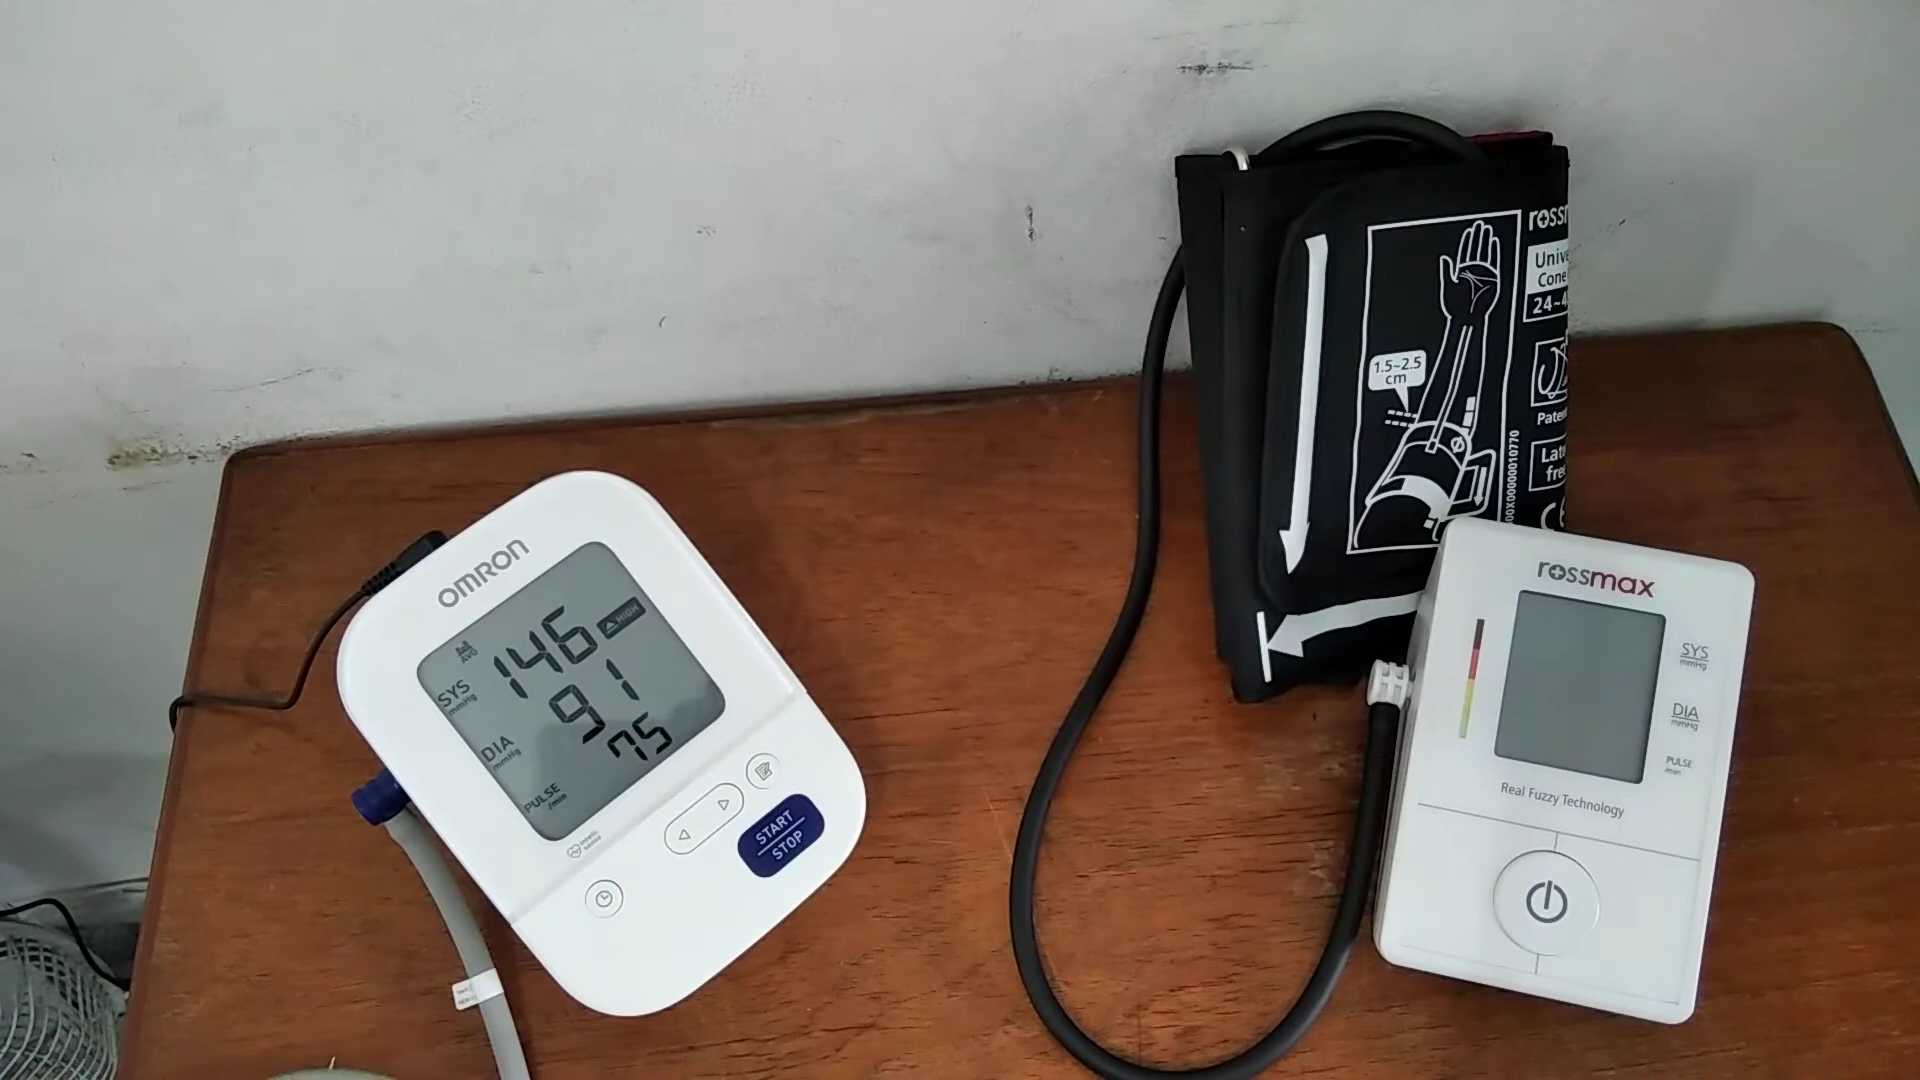 OMRON
AVG
SYS
mmHg
146
HIGH
DIA
mmHg
91
PULSE
/min
75
START
STOP
1.5~2.5
cm
24~4
rossmax
SYS
mmHg
DIA
mmHg
PULSE
/min
Real Fuzzy Technology